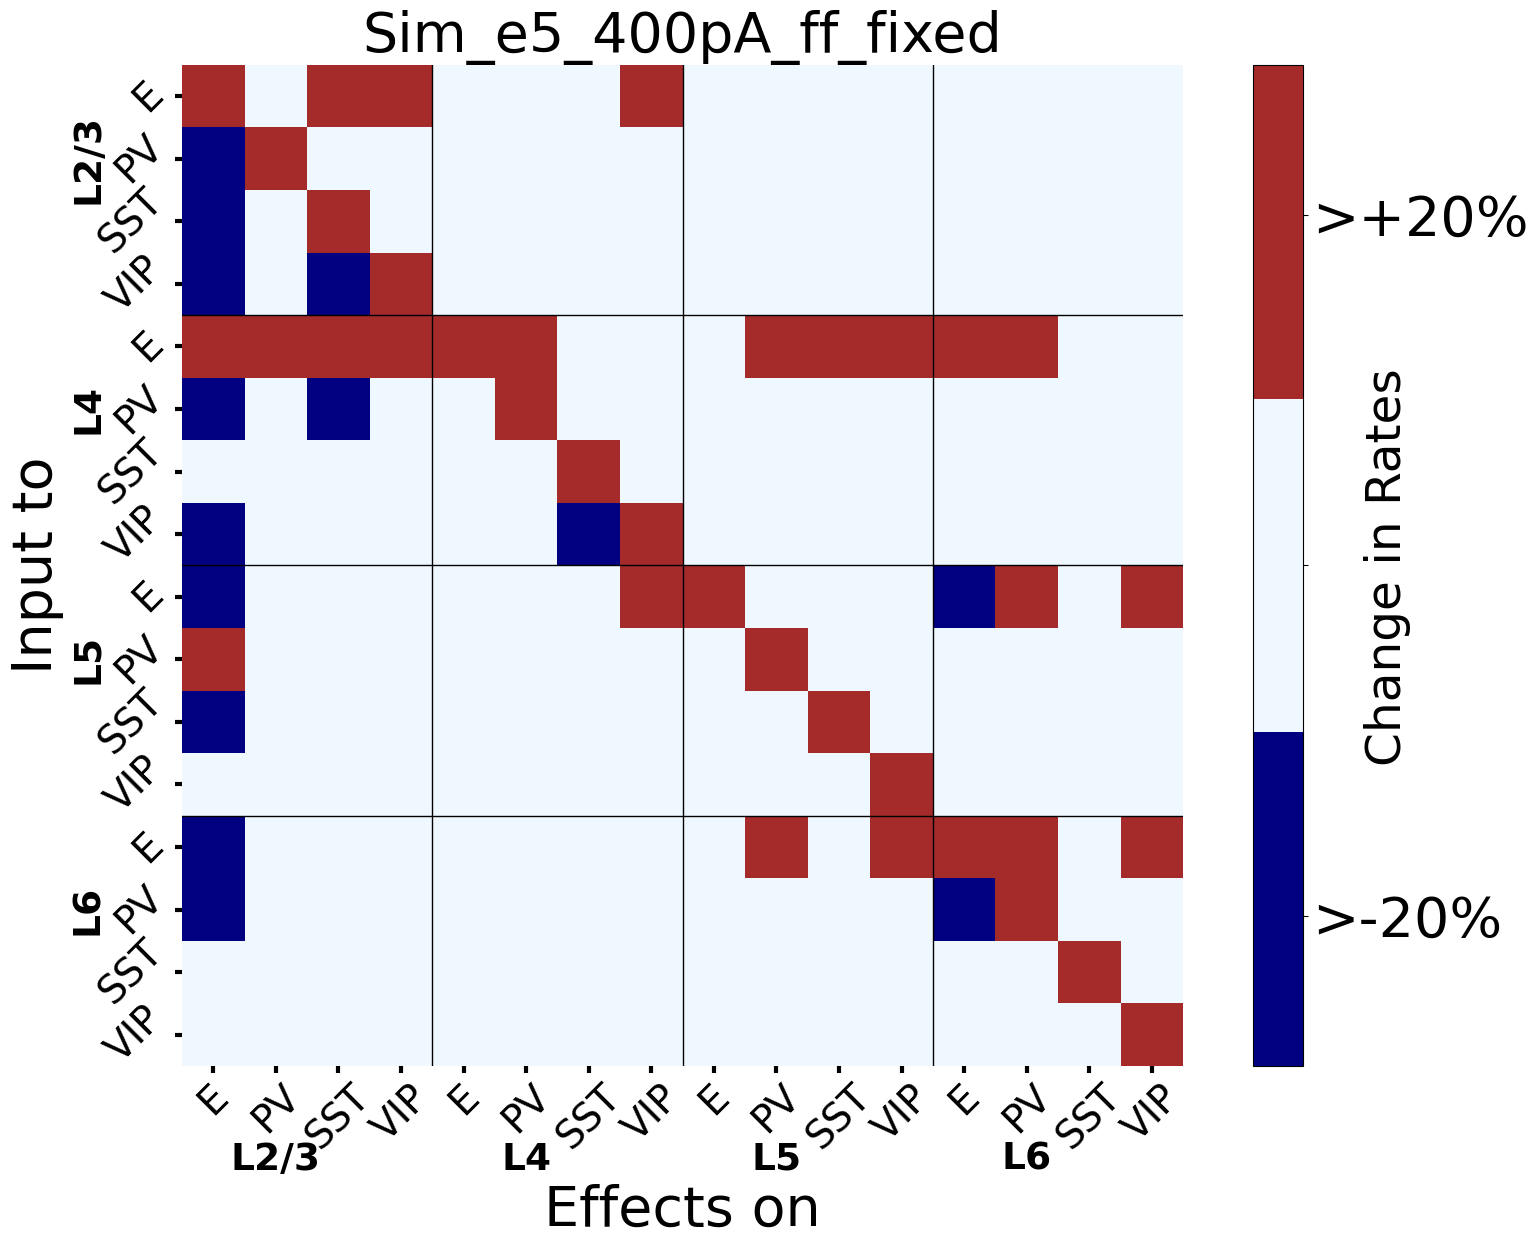 Sim_e5_400pA_ff_fixed
Input to
L2/3
E
PV
SST
VIP
L4
E
PV
SST
VIP
L5
E
PV
SST
VIP
L6
E
PV
SST
VIP
E PV SST VIP E PV SST VIP E PV SST VIP E PV SST VIP
L2/3 L4 L5 L6
Effects on
>+20%
>-20%
Change in Rates